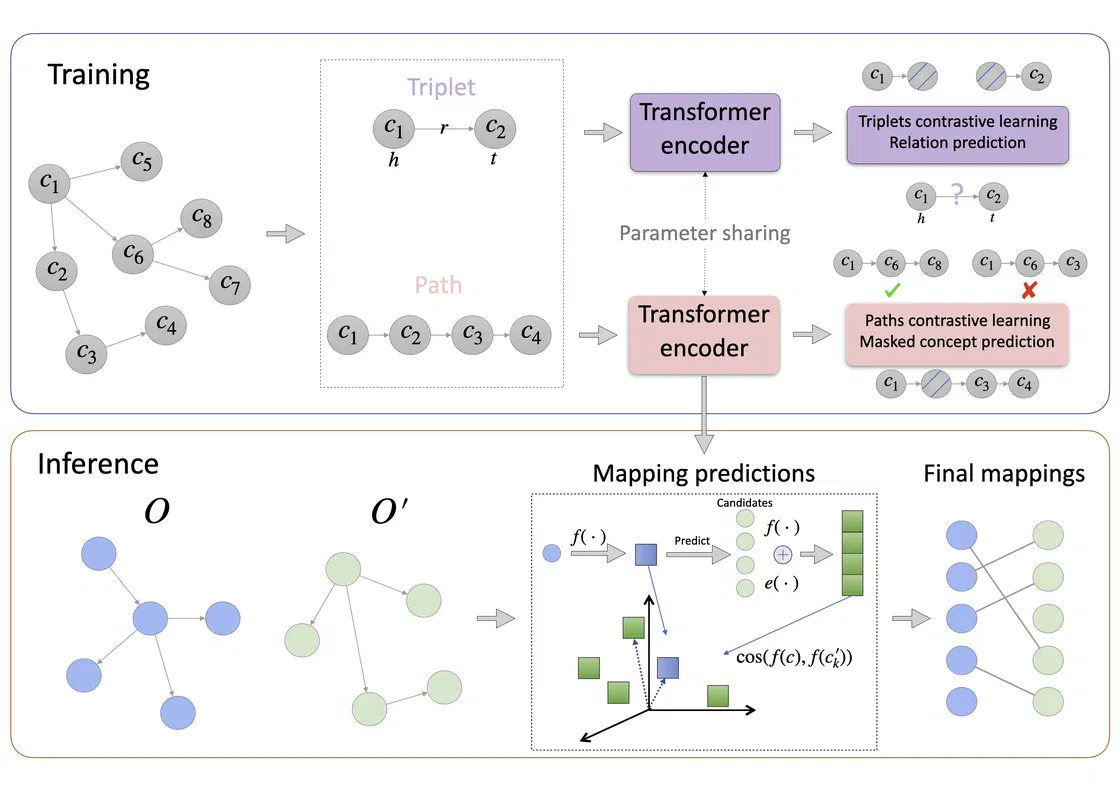 Training
c1
c5
c6
c8
c2
c7
c4
c3
Triplet
c1 r c2
h t
Path
c1 c2 c3 c4
Transformer
encoder
Parameter sharing
Transformer
encoder
c1 c2
Triplets contrastive learning
Relation prediction
c1 ? c2
h t
c1 c6 c8 c1 c6 c3
✓ ✘
Paths contrastive learning
Masked concept prediction
c1 c3 c4
Inference
O O′
Mapping predictions
Candidates
f(·)
Predict
f(·)
+
e(·)
cos(f(c), f(c′k))
Final mappings